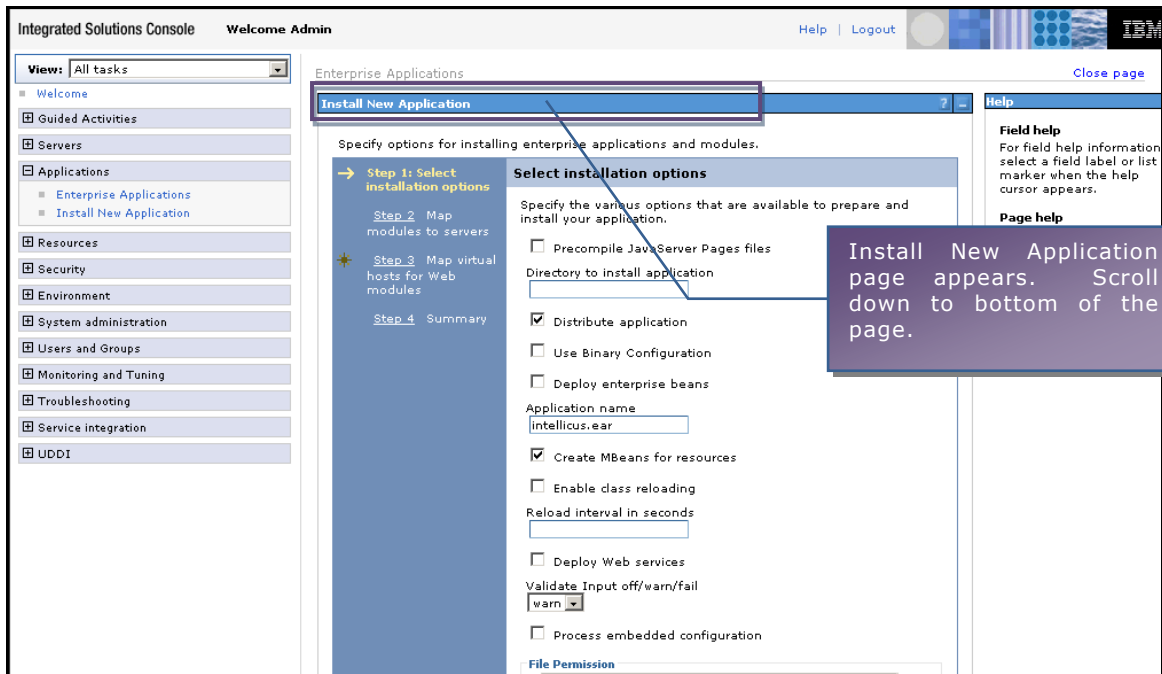 Integrated Solutions Console Welcome Admin Help | Logout IBM
View: All tasks
Welcome
Guided Activities
Servers
Applications
Enterprise Applications
Install New Application
Resources
Security
Environment
System administration
Users and Groups
Monitoring and Tuning
Troubleshooting
Service integration
UDDI
Enterprise Applications Close page
Install New Application ?
Specify options for installing enterprise applications and modules.
Step 1: Select
installation options
Step 2 Map
modules to servers
Step 3 Map virtual
hosts for Web
modules
Step 4 Summary
Select installation options
Specify the various options that are available to prepare and
install your application.
Precompile JavaServer Pages files
Directory to install application
Distribute application
Use Binary Configuration
Deploy enterprise beans
Application name
intellicus.ear
Create MBeans for resources
Enable class reloading
Reload interval in seconds
Deploy Web services
Validate Input off/warn/fail
warn
Process embedded configuration
File Permission
Help
Field help
For field help information
select a field label or list
marker when the help
cursor appears.
Page help
Install New Application
page appears. Scroll
down to bottom of the
page.